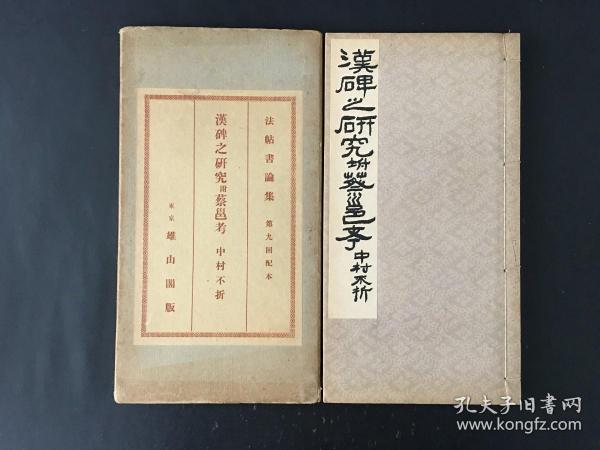 法帖書論集 第九回配本
漢碑之研究 附 蔡邕考 中村不折
東京 雄山閣版
漢碑之研究附蔡邕考 中村不折
孔夫子旧书网
www.kongfz.com